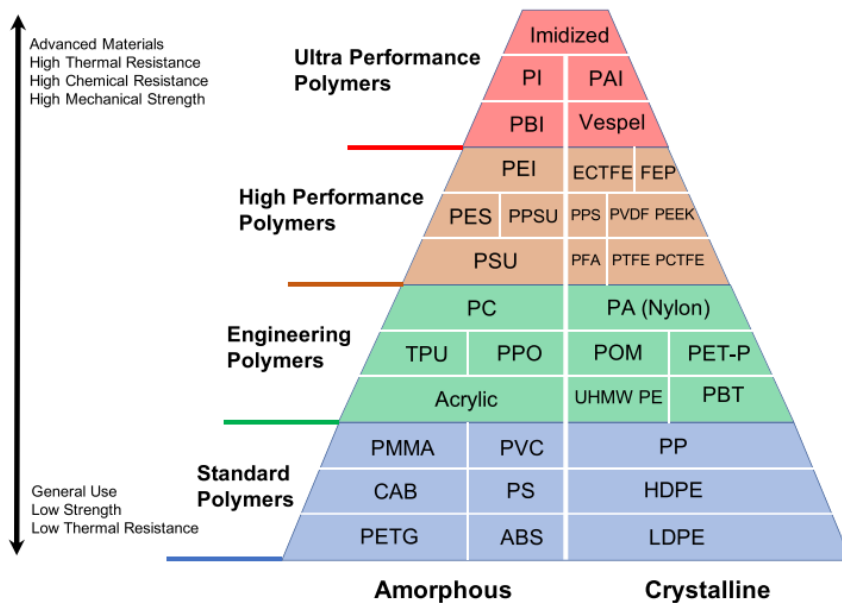 Advanced Materials
High Thermal Resistance
High Chemical Resistance
High Mechanical Strength
Ultra Performance
Polymers
Imidized
PI PAI
PBI Vespel
High Performance
Polymers
PEI ECTFE FEP
PES PPSU PPS PVDF PEEK
PSU PFA PTFE PCTFE
Engineering
Polymers
PC PA (Nylon)
TPU PPO POM PET-P
Acrylic UHMW PE PBT
Standard
Polymers
PMMA PVC PP
CAB PS HDPE
PETG ABS LDPE
General Use
Low Strength
Low Thermal Resistance
Amorphous Crystalline